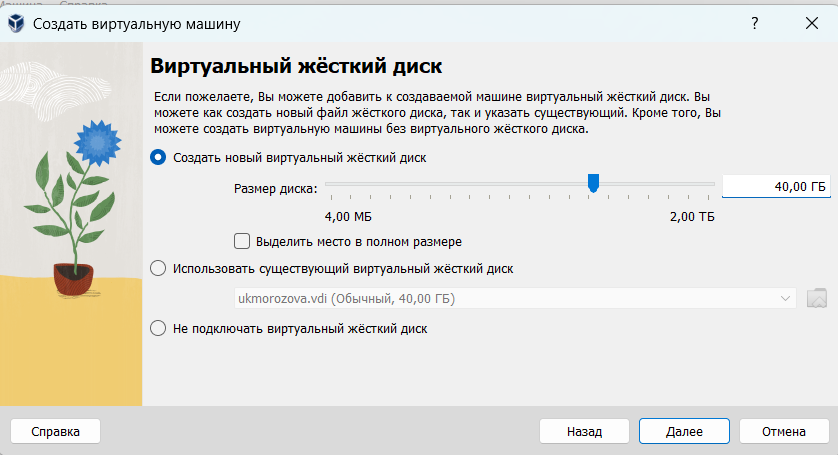 Создать виртуальную машину
?
Виртуальный жёсткий диск
Если пожелаете, Вы можете добавить к создаваемой машине виртуальный жёсткий диск. Вы
можете как создать новый файл жёсткого диска, так и указать существующий. Кроме того, Вы
можете создать виртуальную машины без виртуального жёсткого диска.
Создать новый виртуальный жёсткий диск
Размер диска:
40,00 ГБ
4,00 МБ
2,00 ТБ
Выделить место в полном размере
Использовать существующий виртуальный жёсткий диск
ukmorozova.vdi (Обычный, 40,00 ГБ)
Не подключать виртуальный жёсткий диск
Справка
Назад
Далее
Отмена